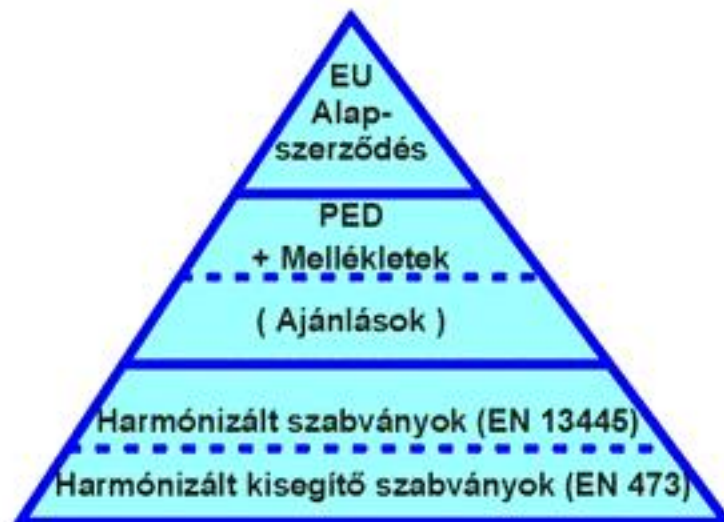 EU
Alap-
szerződés
PED
+ Mellékletek
( Ajánlások )
Harmónizált szabványok (EN 13445)
Harmónizált kisegítő szabványok (EN 473)